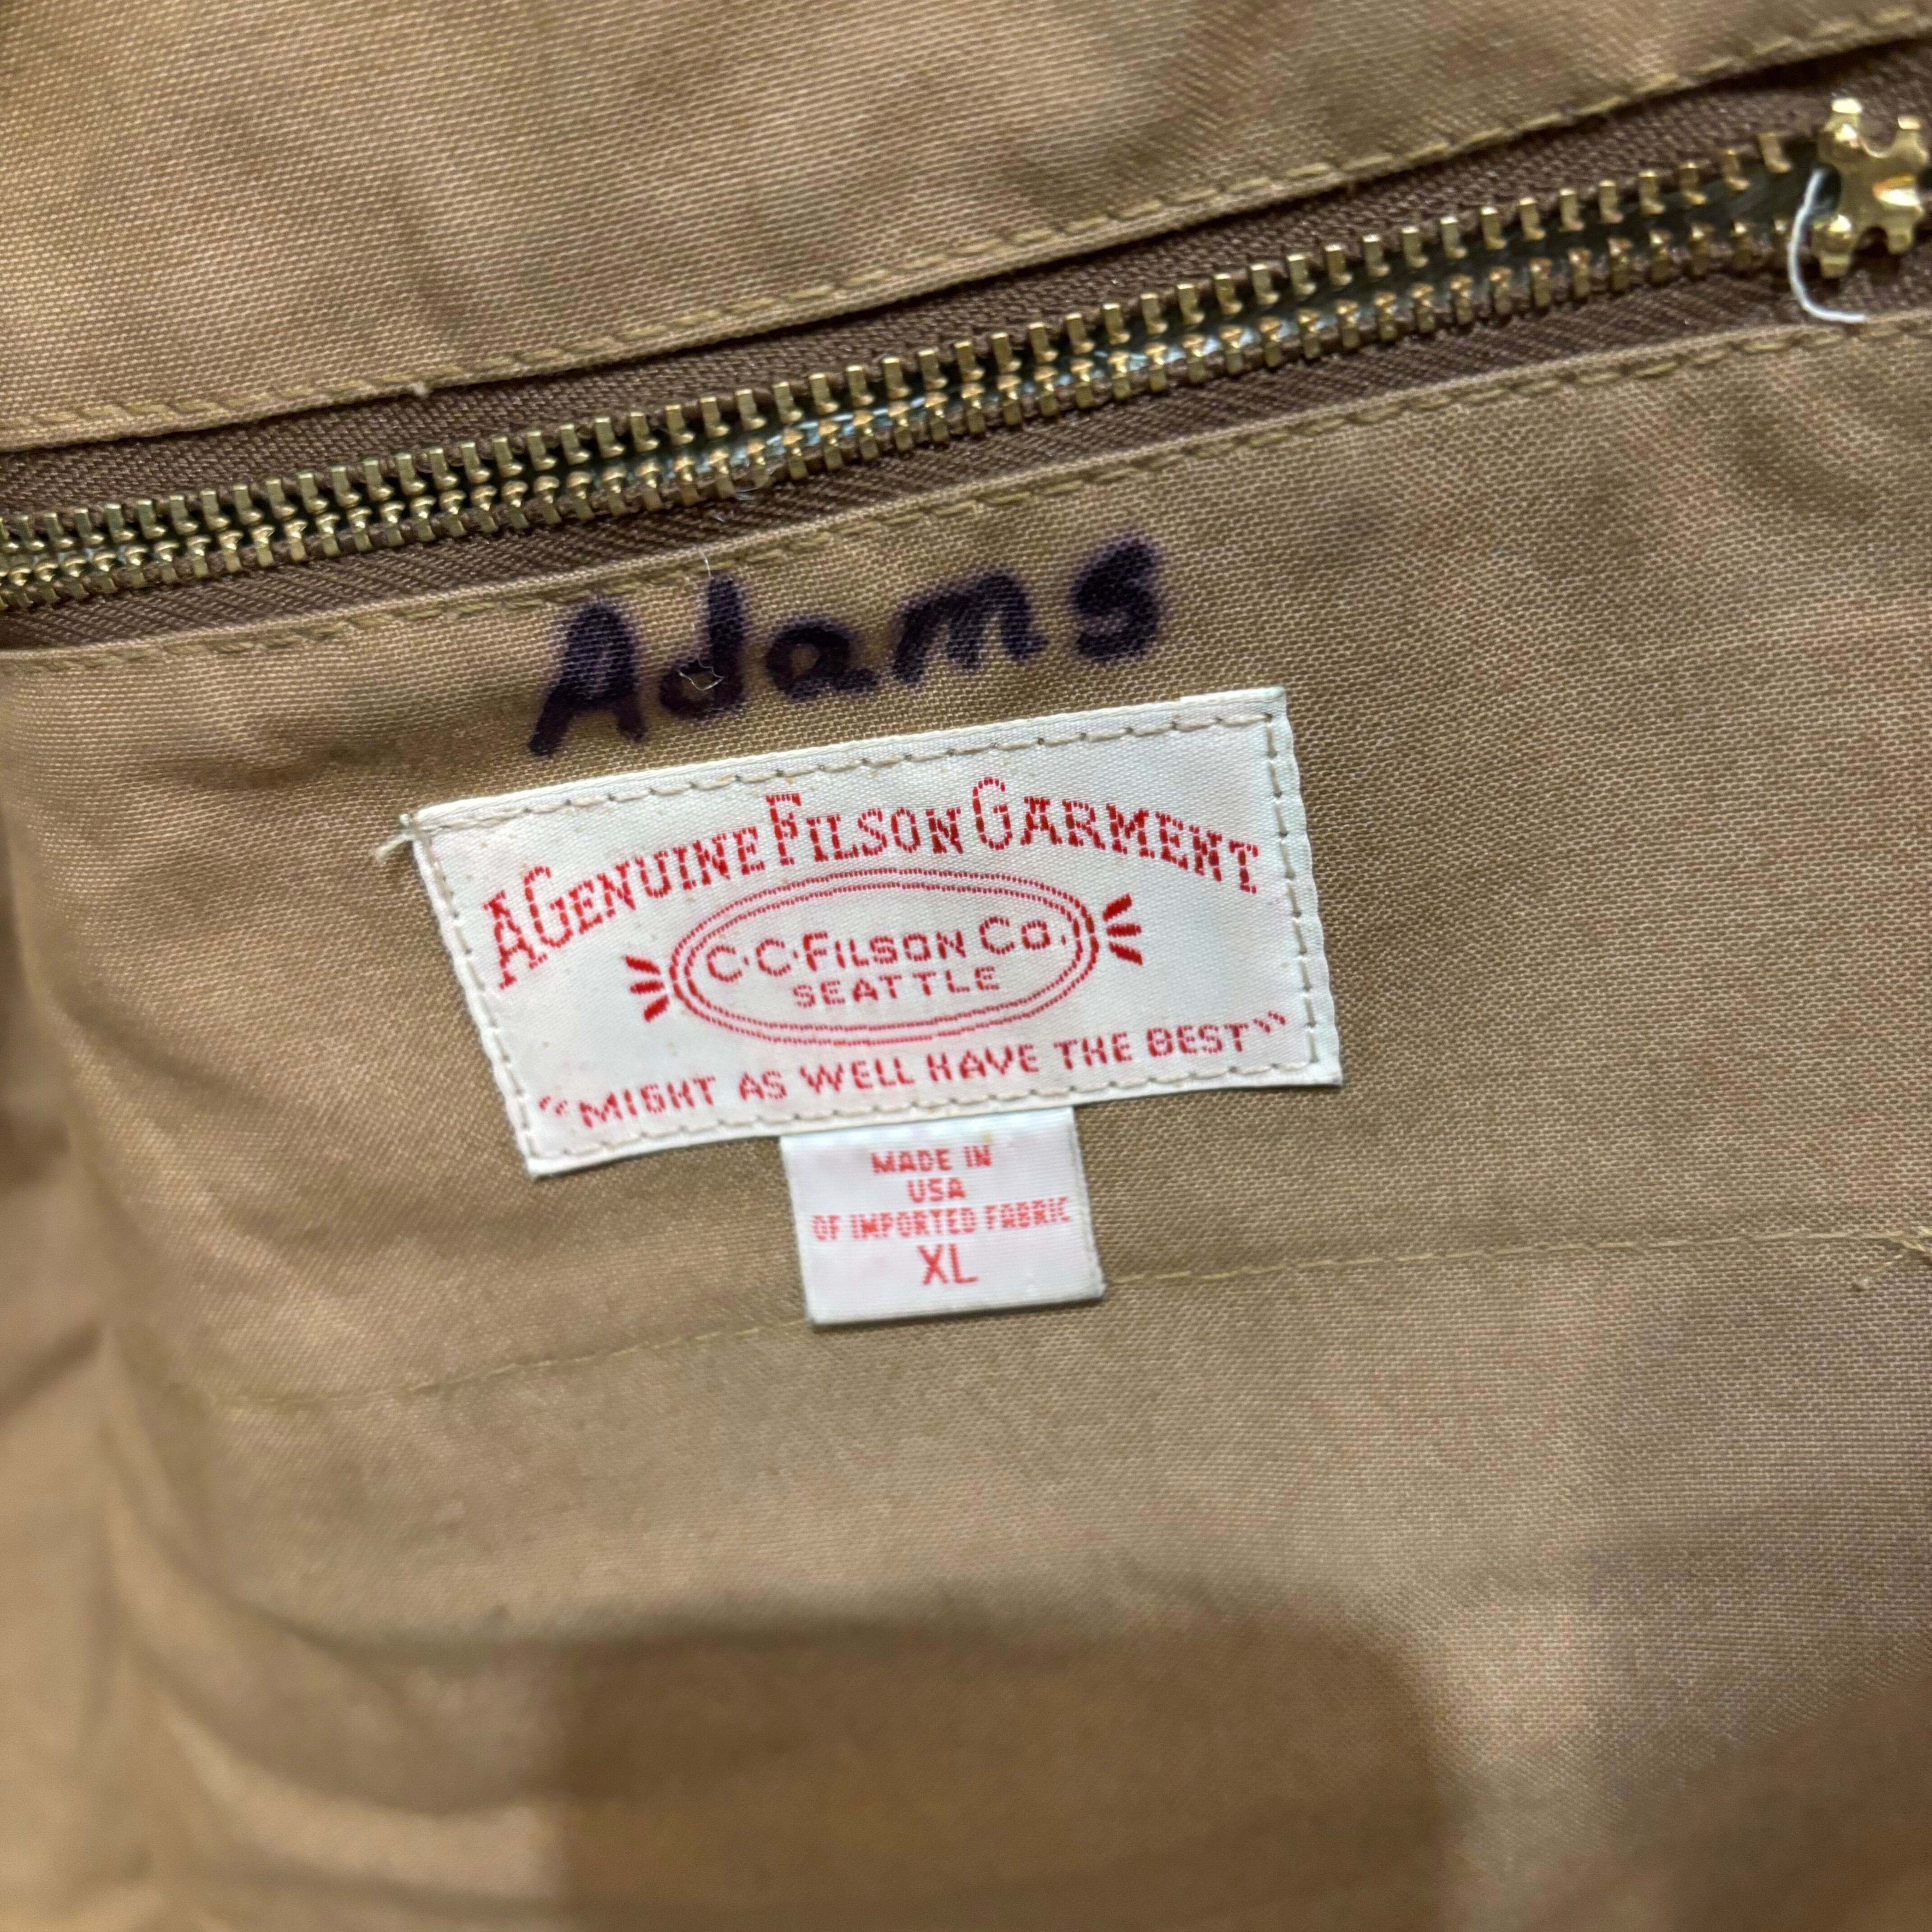 Adams
A GENUINE FILSON GARMENT
C·C·FILSON CO.
SEATTLE
"MIGHT AS WELL HAVE THE BEST"
MADE IN
USA
OF IMPORTED FABRIC
XL